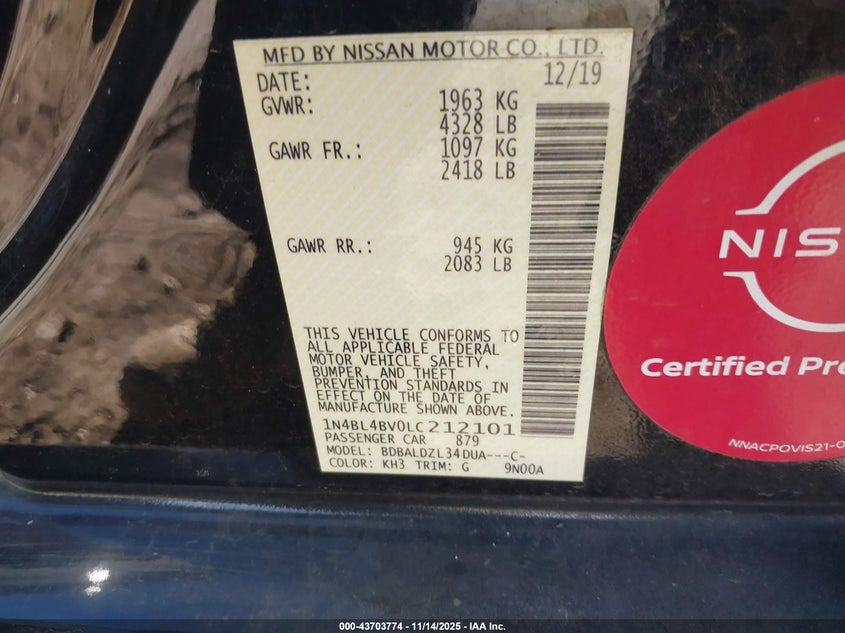 MFD BY NISSAN MOTOR CO., LTD.
DATE: 12/19
GVWR: 1963 KG
4328 LB
GAWR FR.: 1097 KG
2418 LB
GAWR RR.: 945 KG
2083 LB
THIS VEHICLE CONFORMS TO
ALL APPLICABLE FEDERAL
MOTOR VEHICLE SAFETY,
BUMPER, AND THEFT
PREVENTION STANDARDS IN
EFFECT ON THE DATE OF
MANUFACTURE SHOWN ABOVE.
1N4BL4BV0LC212101
PASSENGER CAR 879
MODEL: BDBALDZL34DUA---C-
COLOR: KH3 TRIM: G 9N00A
NIS
Certified Pre
NNACPOVIS21-0
000-43703774 - 11/14/2025 - IAA Inc.